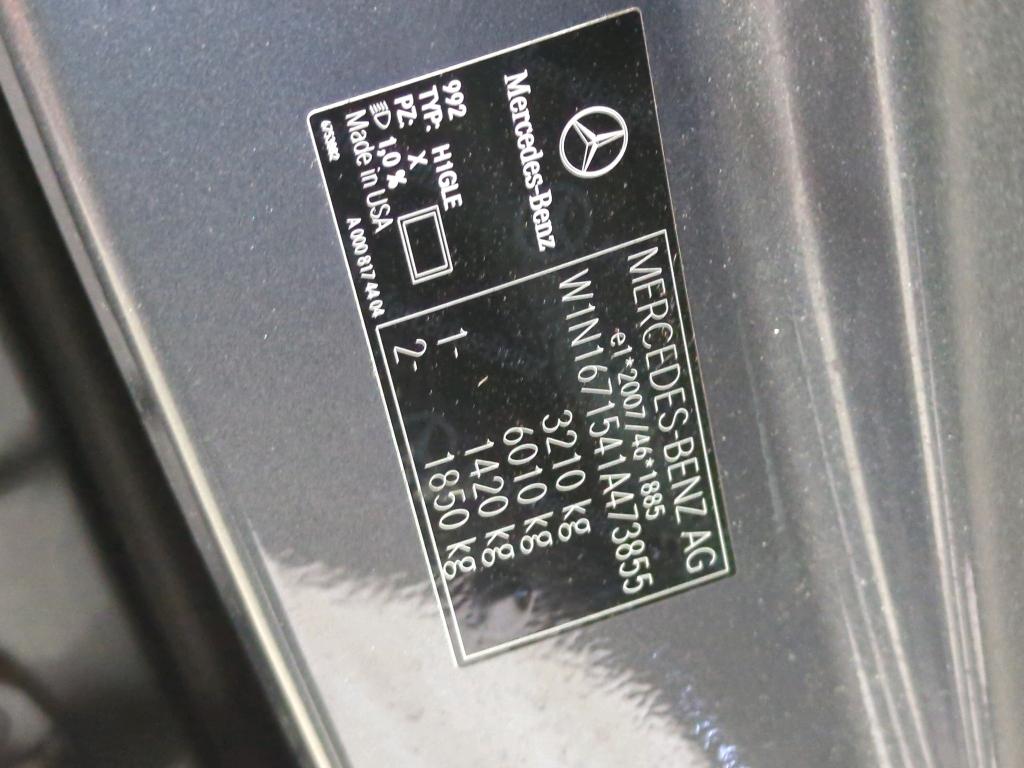 Mercedes-Benz
992
TYP: H1GLE
PZ: X
1,0 %
Made in USA
A 000 817 44 04
MERCEDES-BENZ AG
e1*2007/46*1885
W1N1671541A473855
3210 kg
6010 kg
1- 1420 kg
2- 1850 kg